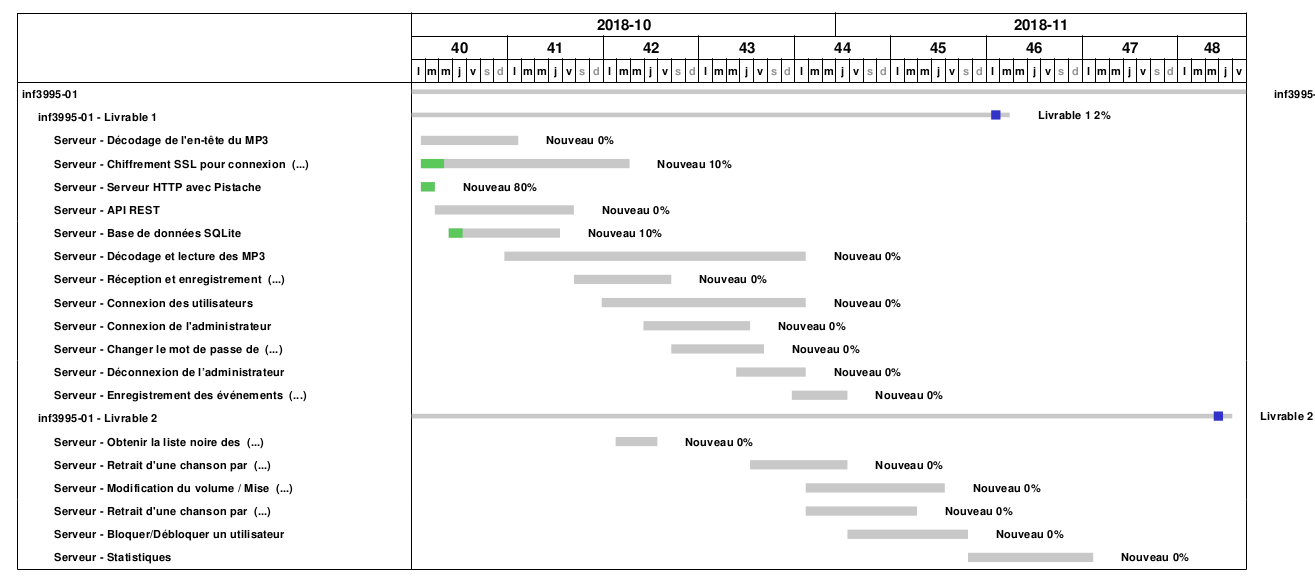 2018-10 2018-11
40 41 42 43 44 45 46 47 48
l m m j v s d l m m j v s d l m m j v s d l m m j v s d l m m j v s d l m m j v s d l m m j v s d l m m j v s d l m m j v
inf3995-01 inf3995-
inf3995-01 - Livrable 1 Livrable 1 2%
Serveur - Décodage de l'en-tête du MP3 Nouveau 0%
Serveur - Chiffrement SSL pour connexion (...) Nouveau 10%
Serveur - Serveur HTTP avec Pistache Nouveau 80%
Serveur - API REST Nouveau 0%
Serveur - Base de données SQLite Nouveau 10%
Serveur - Décodage et lecture des MP3 Nouveau 0%
Serveur - Réception et enregistrement (...) Nouveau 0%
Serveur - Connexion des utilisateurs Nouveau 0%
Serveur - Connexion de l'administrateur Nouveau 0%
Serveur - Changer le mot de passe de (...) Nouveau 0%
Serveur - Déconnexion de l'administrateur Nouveau 0%
Serveur - Enregistrement des événements (...) Nouveau 0%
inf3995-01 - Livrable 2 Livrable 2
Serveur - Obtenir la liste noire des (...) Nouveau 0%
Serveur - Retrait d'une chanson par (...) Nouveau 0%
Serveur - Modification du volume / Mise (...) Nouveau 0%
Serveur - Retrait d'une chanson par (...) Nouveau 0%
Serveur - Bloquer/Débloquer un utilisateur Nouveau 0%
Serveur - Statistiques Nouveau 0%